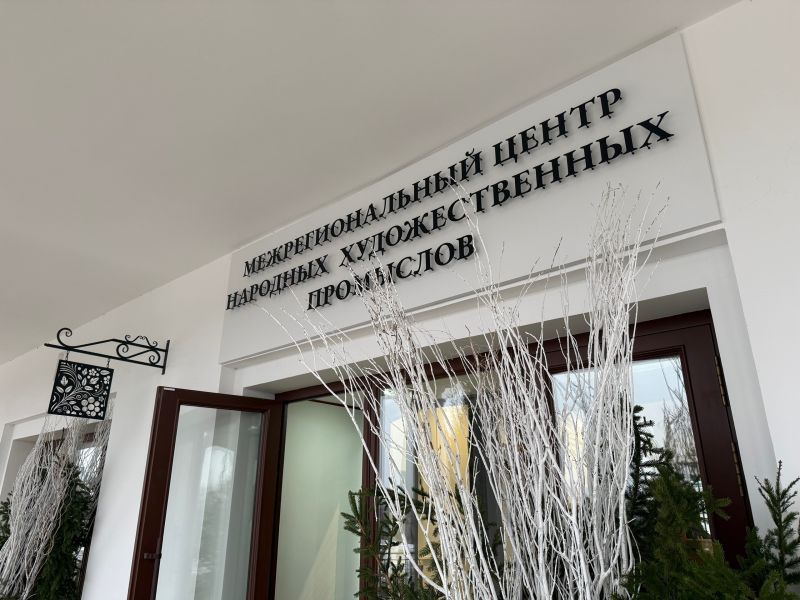 МЕЖРЕГИОНАЛЬНЫЙ ЦЕНТР
НАРОДНЫХ ХУДОЖЕСТВЕННЫХ
ПРОМЫСЛОВ